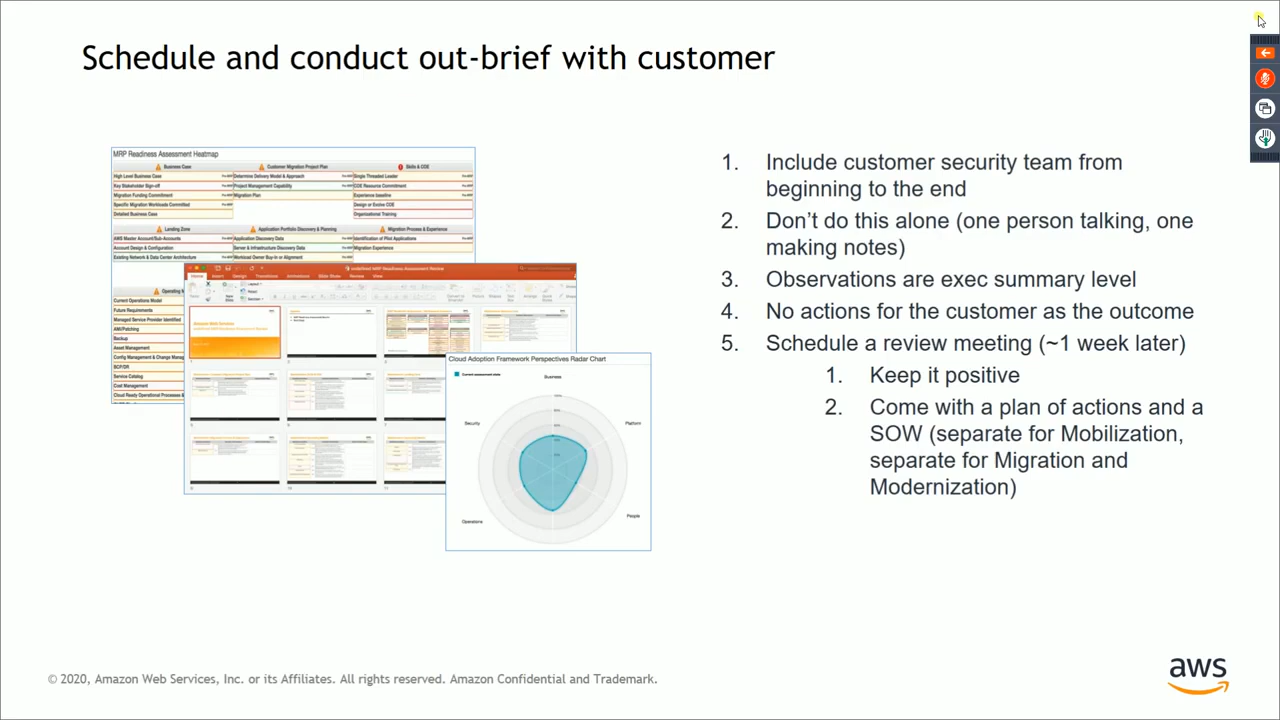 Schedule and conduct out-brief with customer
MRP Readiness Assessment Heatmap
Business Case
Customer Migration Project Plan
Skills & COE
High Level Business Case
Determine Delivery Model & Approach
Single Threaded Leader
Key Stakeholder Sign-off
Project Management Capability
COE Resource Commitment
Migration Funding Commitment
Migration Plan
Experience baseline
Specific Migration Workloads Committed
Design or Evolve COE
Detailed Business Case
Organisational Training
Landing Zone
Application Portfolio Discovery & Planning
Migration Process & Experience
AWS Master Account/Sub-Accounts
Application Discovery Data
Identification of Pilot Applications
Account Design & Configuration
Server & Infrastructure Discovery Data
Migration Experience
Existing Network & Data Center Architecture
Workload Owner Buy-in or Alignment
Current Operations Model
Future Requirements
Managed Service Provider Identified
AMI/Patching
Backup
Asset Management
Config Management & Change Manag
BCP/DR
Service Catalog
Cost Management
Cloud Ready Operational Processes &
Cloud Adoption Framework Perspectives Radar Chart
Current assessment state
Business
Security
Platform
Operations
People
1. Include customer security team from
beginning to the end
2. Don't do this alone (one person talking, one
making notes)
3. Observations are exec summary level
4. No actions for the customer as the outcome
5. Schedule a review meeting (~1 week later)
1. Keep it positive
2. Come with a plan of actions and a
SOW (separate for Mobilization,
separate for Migration and
Modernization)
© 2020, Amazon Web Services, Inc. or its Affiliates. All rights reserved. Amazon Confidential and Trademark.
aws